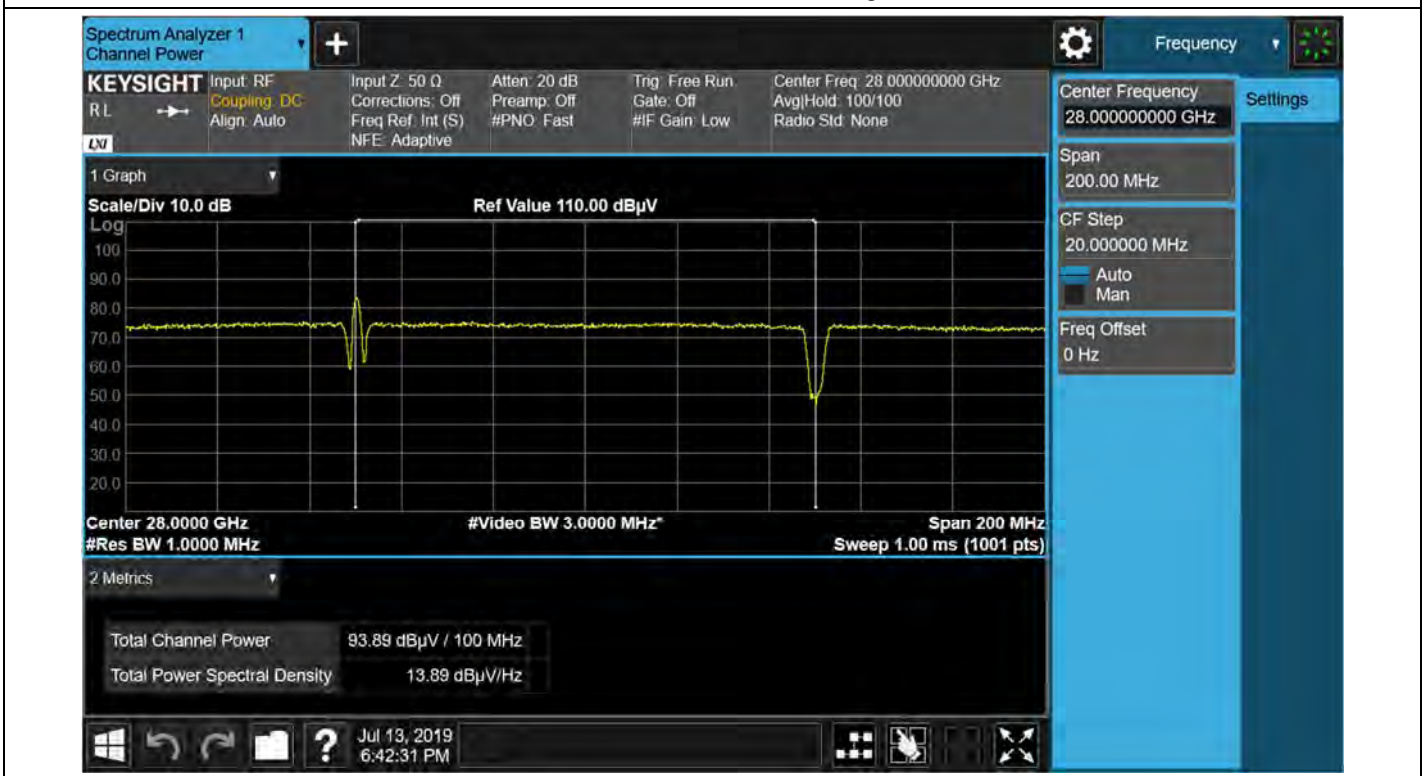 Spectrum Analyzer 1
Channel Power
Frequency
KEYSIGHT
RL
LXI
Input: RF
Coupling: DC
Align: Auto
Input Z: 50 Ω
Corrections: Off
Freq Ref: Int (S)
NFE: Adaptive
Atten: 20 dB
Preamp: Off
#PNO: Fast
Trig: Free Run
Gate: Off
#IF Gain: Low
Center Freq: 28.000000000 GHz
Avg|Hold: 100/100
Radio Std: None
Center Frequency
28.000000000 GHz
Settings
Span
200.00 MHz
CF Step
20.000000 MHz
Auto
Man
Freq Offset
0 Hz
1 Graph
Scale/Div 10.0 dB
Ref Value 110.00 dBµV
Log
100
90.0
80.0
70.0
60.0
50.0
40.0
30.0
20.0
Center 28.0000 GHz
#Video BW 3.0000 MHz*
Span 200 MHz
#Res BW 1.0000 MHz
Sweep 1.00 ms (1001 pts)
2 Metrics
Total Channel Power 93.89 dBµV / 100 MHz
Total Power Spectral Density 13.89 dBµV/Hz
?
Jul 13, 2019
6:42:31 PM